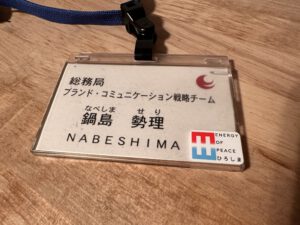 総務局
ブランド・コミュニケーション戦略チーム
なべしま せり
鍋島 勢理
NABESHIMA
ENERGY
OF
PEACE
ひろしま